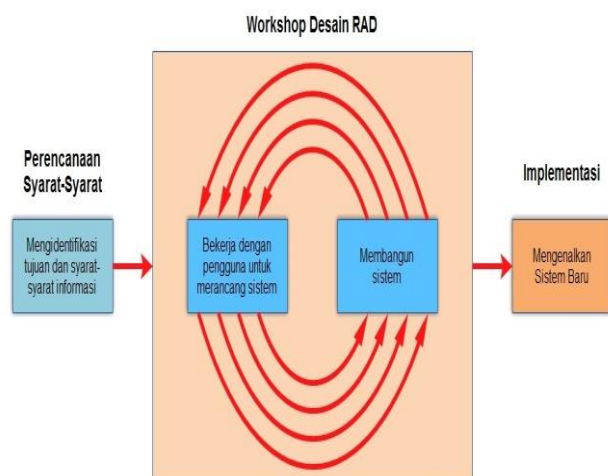 Workshop Desain RAD
Perencanaan
Syarat-Syarat
Mengidentifikasi
tujuan dan syarat-
syarat informasi
Bekerja dengan
pengguna untuk
merancang sistem
Membangun
sistem
Implementasi
Mengenalkan
Sistem Baru